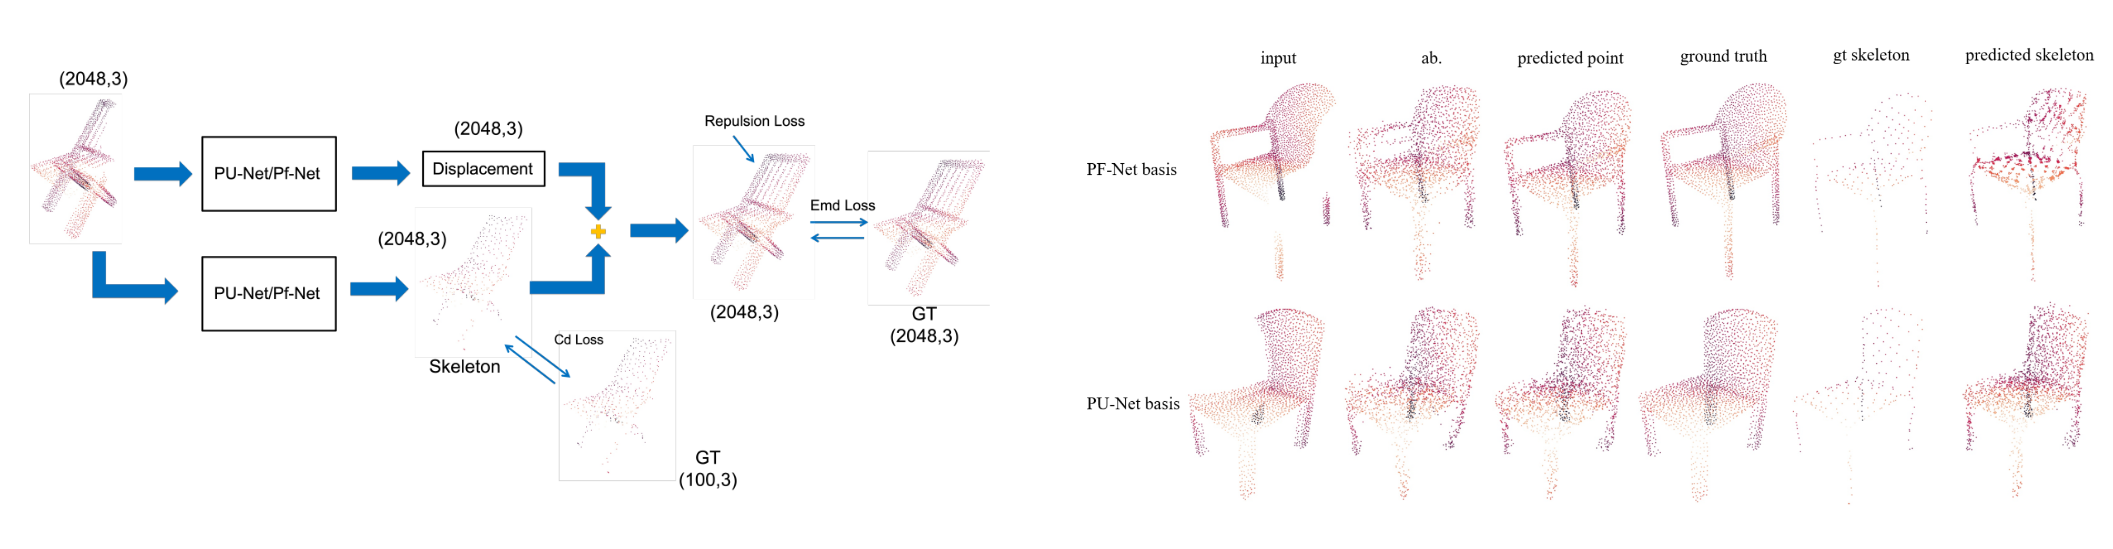 (2048,3)
PU-Net/Pf-Net
(2048,3)
Displacement
PU-Net/Pf-Net
(2048,3)
Skeleton
Cd Loss
GT
(100,3)
Repulsion Loss
(2048,3)
Emd Loss
GT
(2048,3)
input ab. predicted point ground truth gt skeleton predicted skeleton
PF-Net basis
PU-Net basis